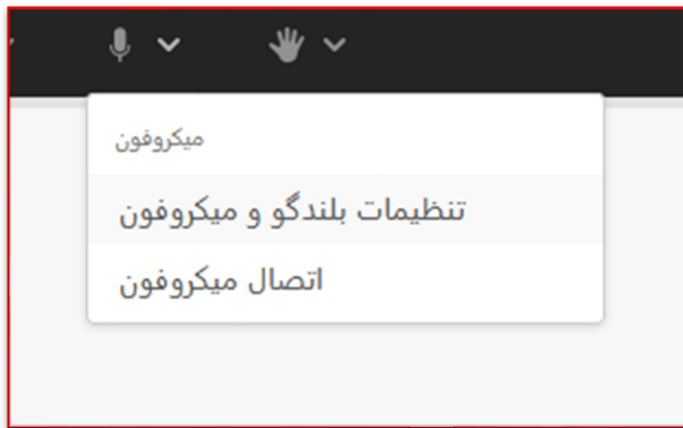 میکروفون
تنظیمات بلندگو و میکروفون
اتصال میکروفون